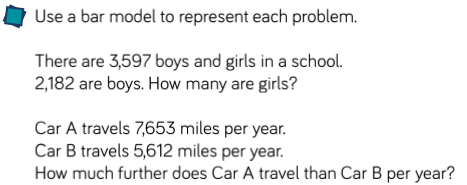 Use a bar model to represent each problem.
There are 3,597 boys and girls in a school.
2,182 are boys. How many are girls?
Car A travels 7,653 miles per year.
Car B travels 5,612 miles per year.
How much further does Car A travel than Car B per year?